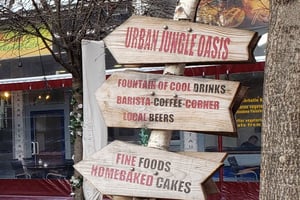 URBAN JUNGLE OASIS
FOUNTAIN OF COOL DRINKS
BARISTA-COFFEE-CORNER
LOCAL BEERS
FINE FOODS
HOMEBAKED CAKES